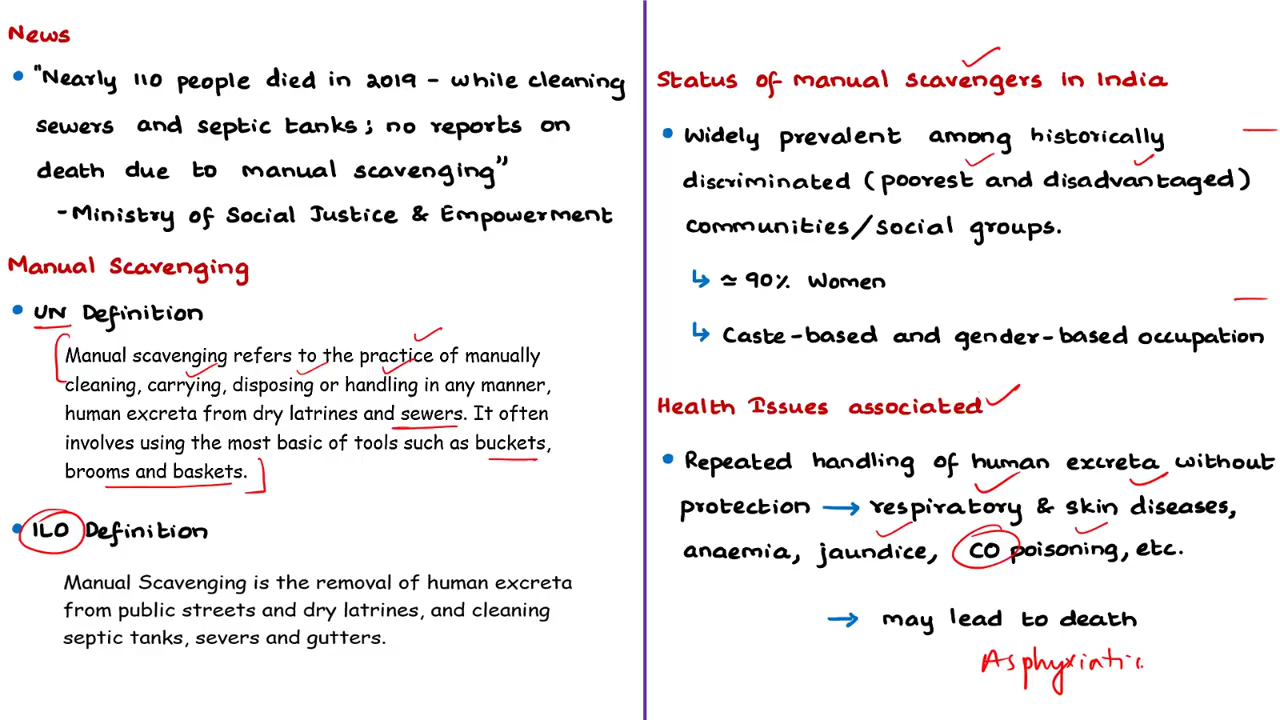 News
• "Nearly 110 people died in 2019 - while cleaning
sewers and septic tanks; no reports on
death due to manual scavenging"
- Ministry of Social Justice & Empowerment
Manual Scavenging
• UN Definition
Manual scavenging refers to the practice of manually
cleaning, carrying, disposing or handling in any manner,
human excreta from dry latrines and sewers. It often
involves using the most basic of tools such as buckets,
brooms and baskets.
• ILO Definition
Manual Scavenging is the removal of human excreta
from public streets and dry latrines, and cleaning
septic tanks, severs and gutters.
Status of manual scavengers in India
• Widely prevalent among historically
discriminated (poorest and disadvantaged)
communities/social groups.
↳ ≃ 90% Women
↳ Caste-based and gender-based occupation
Health Issues associated
• Repeated handling of human excreta without
protection → respiratory & skin diseases,
anaemia, jaundice, CO poisoning, etc.
→ may lead to death
Asphyxiatic